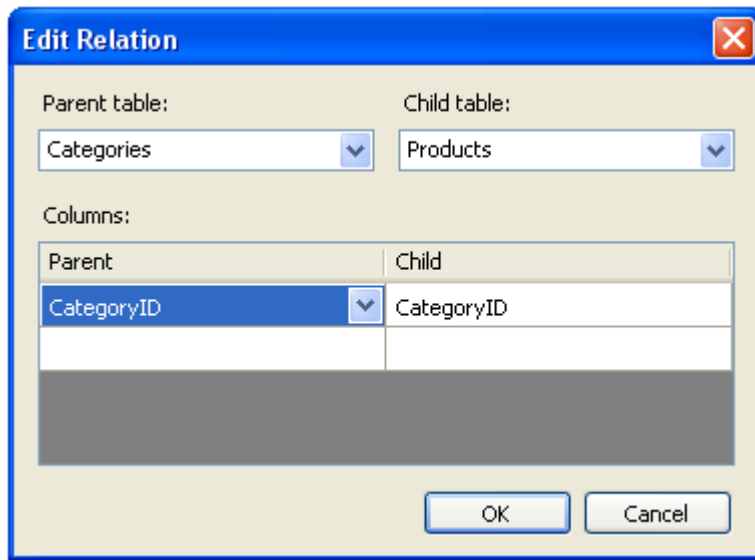 Edit Relation
Parent table: Child table:
Categories Products
Columns:
Parent Child
CategoryID CategoryID
OK Cancel